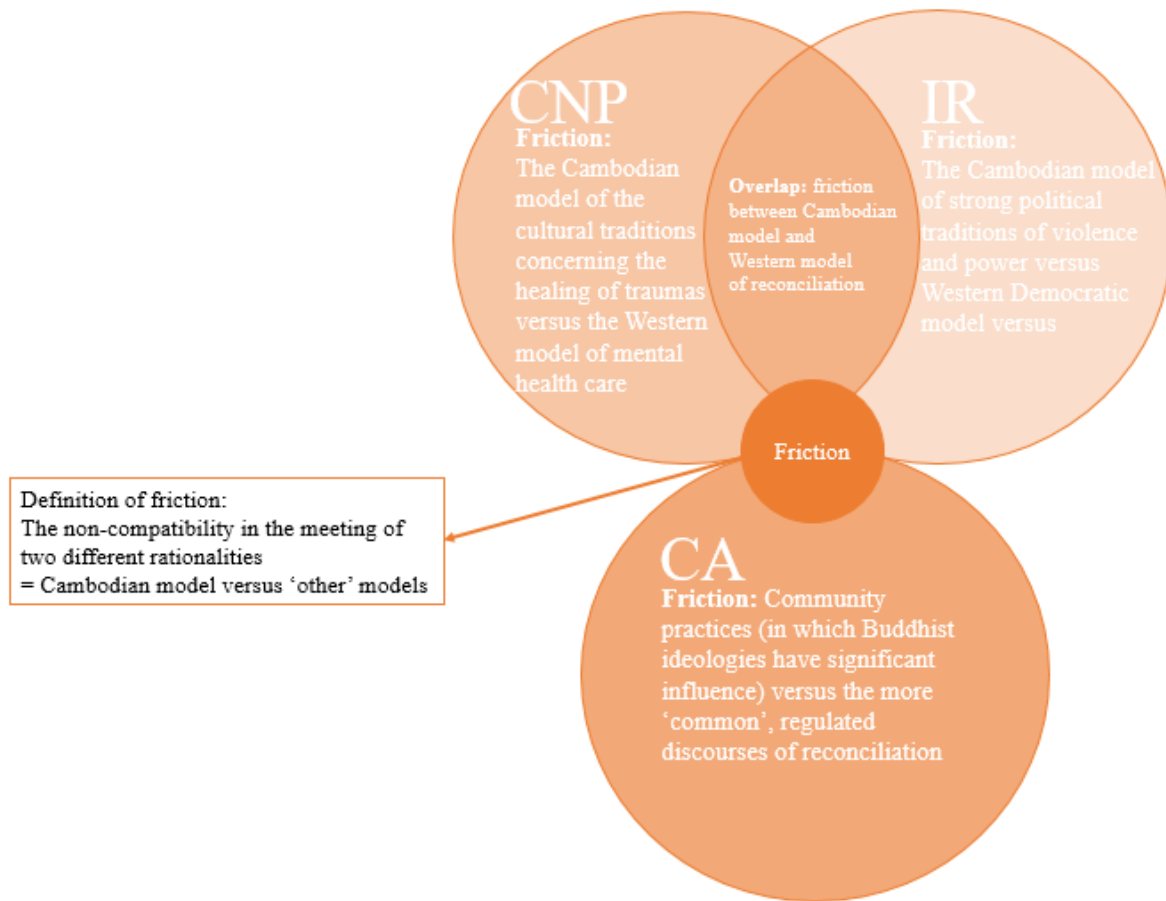 CNP
Friction:
The Cambodian
model of the
cultural traditions
concerning the
healing of traumas
versus the Western
model of mental
health care
Overlap: friction
between Cambodian
model and
Western model
of reconciliation
IR
Friction:
The Cambodian model
of strong political
traditions of violence
and power versus
Western Democratic
model versus
Friction
Definition of friction:
The non-compatibility in the meeting of
two different rationalities
= Cambodian model versus ‘other’ models
CA
Friction: Community
practices (in which Buddhist
ideologies have significant
influence) versus the more
‘common’, regulated
discourses of reconciliation